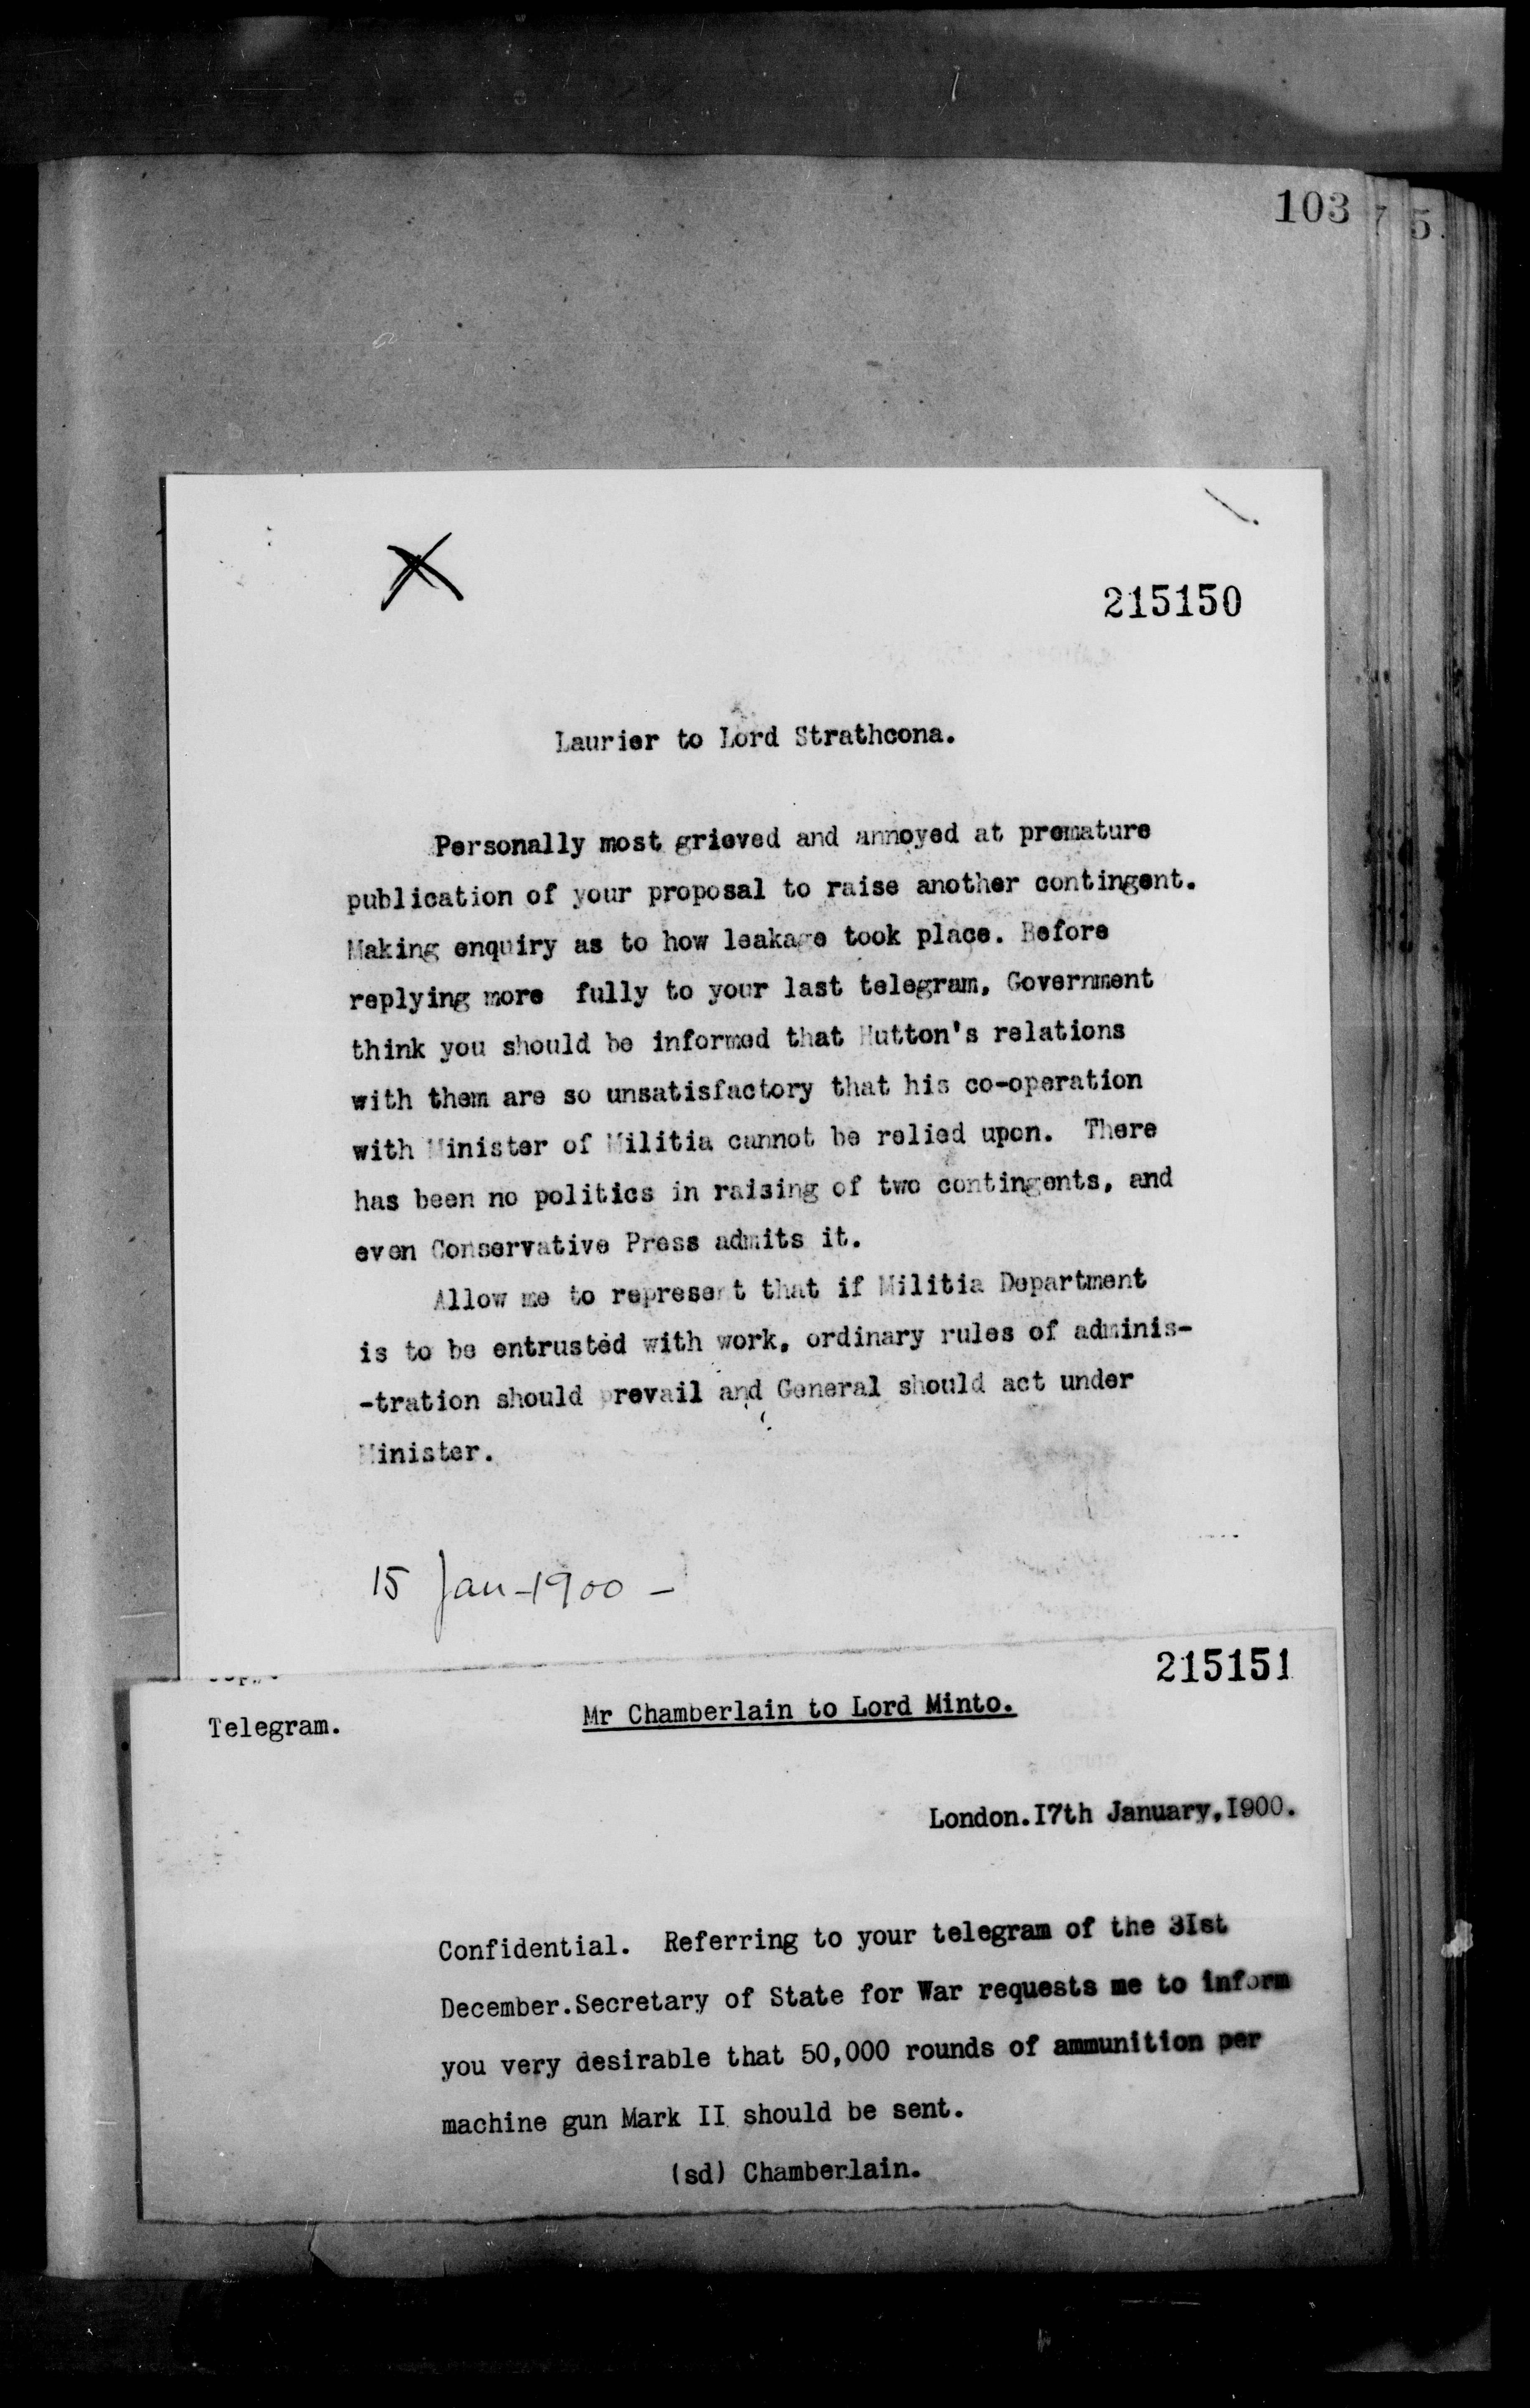 103
7
5.
215150
Laurier to Lord Strathcona.
Personally most grieved and annoyed at premature
publication of your proposal to raise another contingent.
Making enquiry as to how leakage took place. Before
replying more fully to your last telegram, Government
think you should be informed that Hutton's relations
with them are so unsatisfactory that his co-operation
with Minister of Militia cannot be relied upon. There
has been no politics in raising of two contingents, and
even Conservative Press admits it.
Allow me to represent that if Militia Department
is to be entrusted with work, ordinary rules of adminis-
-tration should prevail and General should act under
Minister.
15 Jan-1900-
215151
Telegram.
Mr Chamberlain to Lord Minto.
London.I7th January,I900.
Confidential. Referring to your telegram of the 3Ist
December.Secretary of State for War requests me to inform
you very desirable that 50,000 rounds of ammunition per
machine gun Mark II should be sent.
(sd) Chamberlain.